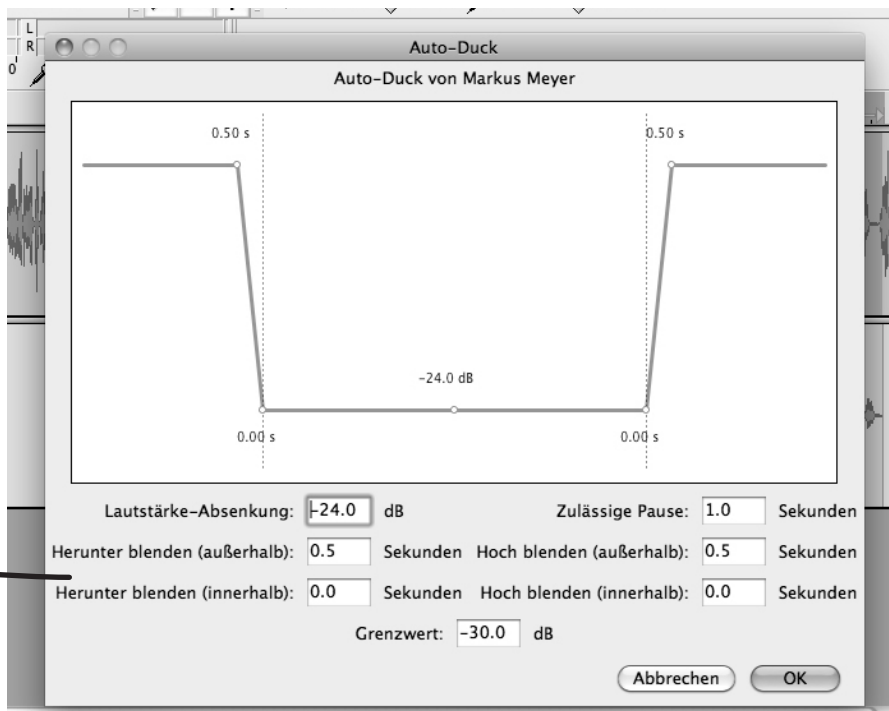 L
R
0
Auto-Duck
Auto-Duck von Markus Meyer
0.50 s 0.50 s
-24.0 dB
0.00 s 0.00 s
Lautstärke-Absenkung: -24.0 dB Zulässige Pause: 1.0 Sekunden
Herunter blenden (außerhalb): 0.5 Sekunden Hoch blenden (außerhalb): 0.5 Sekunden
Herunter blenden (innerhalb): 0.0 Sekunden Hoch blenden (innerhalb): 0.0 Sekunden
Grenzwert: -30.0 dB
Abbrechen OK